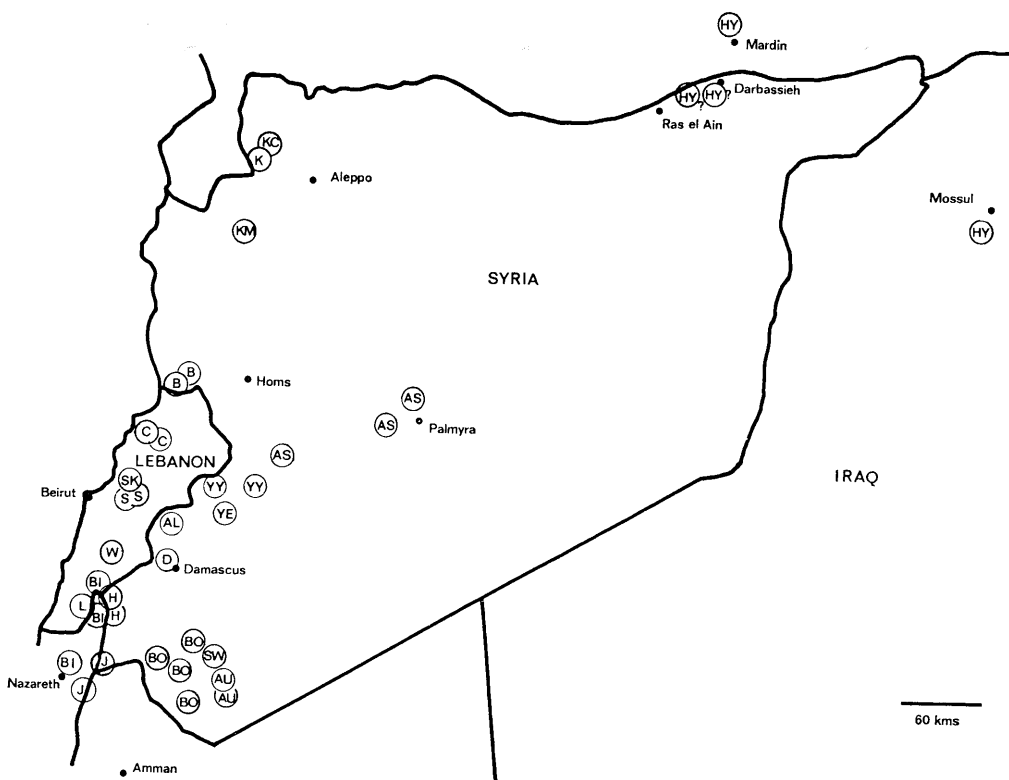 HY
Mardin
Darbassieh
HY? HY?
Ras el Ain
KC
K
Aleppo
Mossul
KM
HY
SYRIA
B
B
Homs
AS
AS
Palmyra
C
C
LEBANON
AS
SK
S S
YY
YY
IRAQ
Beirut
YE
AL
W
D
Damascus
BI
H
L
BI
H
BO
SW
BO
BI
J
BO
Nazareth
AU
J
AU
BO
60 kms
Amman